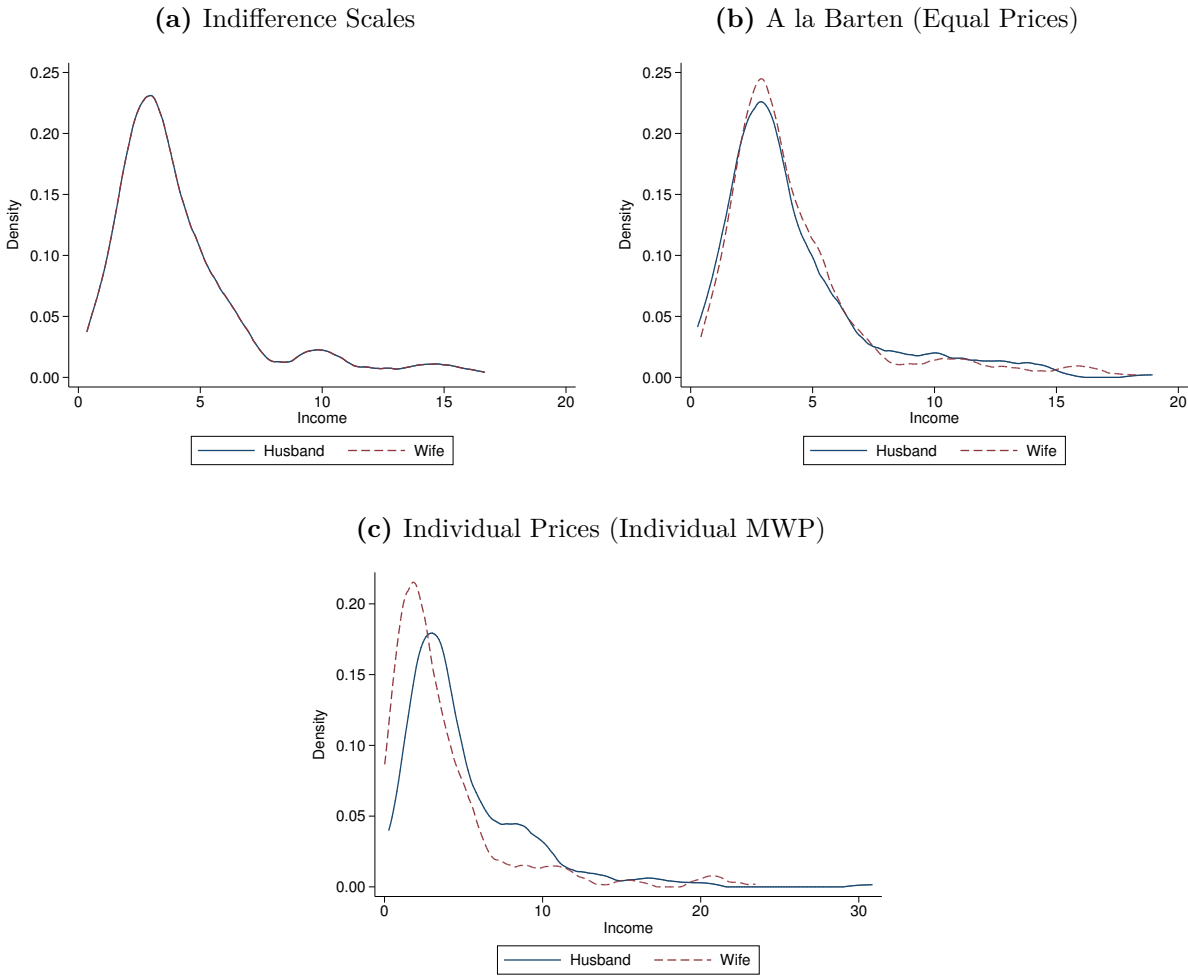 (a) Indifference Scales
(b) A la Barten (Equal Prices)
0.25
0.20
0.15
0.10
0.05
0.00
Density
0
5
10
15
20
Income
Husband
Wife
0.25
0.20
0.15
0.10
0.05
0.00
Density
0
5
10
15
20
Income
Husband
Wife
(c) Individual Prices (Individual MWP)
0.20
0.15
0.10
0.05
0.00
Density
0
10
20
30
Income
Husband
Wife